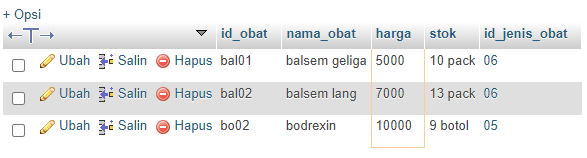 + Opsi
id_obat nama_obat harga stok id_jenis_obat
Ubah Salin Hapus bal01 balsem geliga 5000 10 pack 06
Ubah Salin Hapus bal02 balsem lang 7000 13 pack 06
Ubah Salin Hapus bo02 bodrexin 10000 9 botol 05